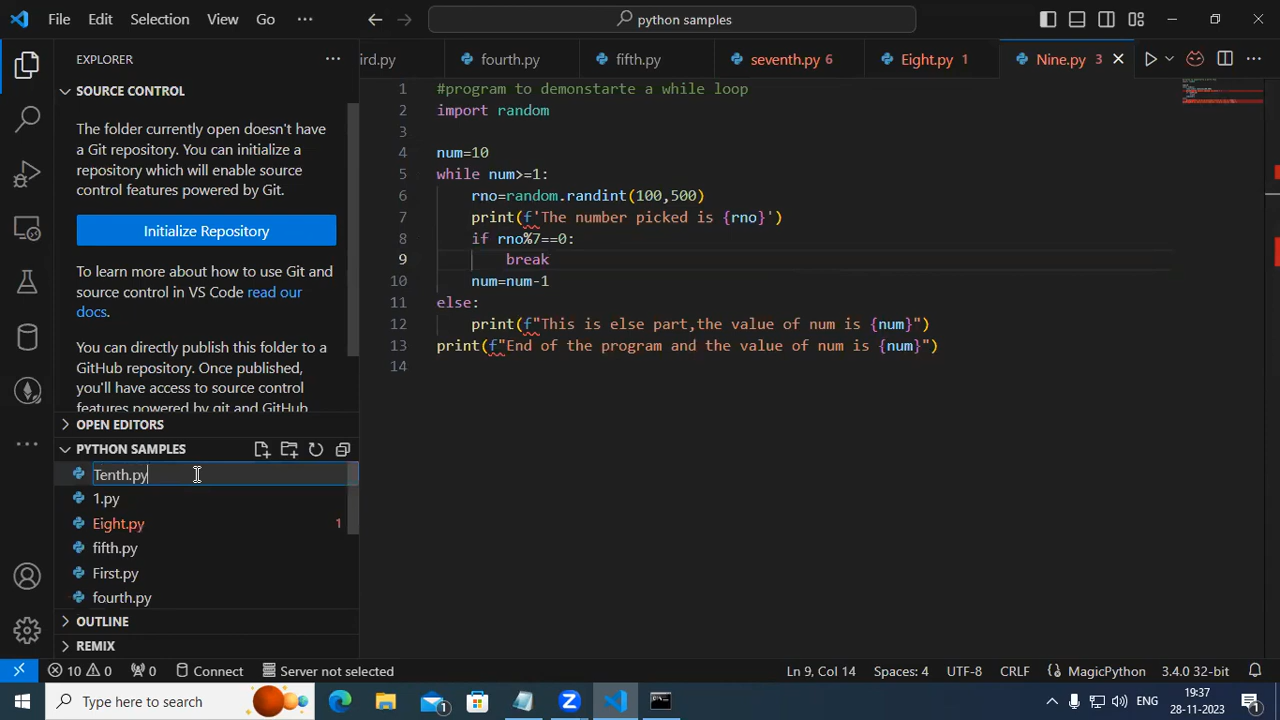 File Edit Selection View Go ···
python samples
EXPLORER ···
SOURCE CONTROL
The folder currently open doesn't have
a Git repository. You can initialize a
repository which will enable source
control features powered by Git.
Initialize Repository
To learn more about how to use Git and
source control in VS Code read our
docs.
You can directly publish this folder to a
GitHub repository. Once published,
you'll have access to source control
features powered by git and GitHub
OPEN EDITORS
PYTHON SAMPLES
Tenth.py
1.py
Eight.py 1
fifth.py
First.py
fourth.py
OUTLINE
REMIX
ird.py fourth.py fifth.py seventh.py 6 Eight.py 1 Nine.py 3
1 #program to demonstarte a while loop
2 import random
3
4 num=10
5 while num>=1:
6 rno=random.randint(100,500)
7 print(f'The number picked is {rno}')
8 if rno%7==0:
9 break
10 num=num-1
11 else:
12 print(f"This is else part,the value of num is {num}")
13 print(f"End of the program and the value of num is {num}")
14
10 0 0 Connect Server not selected Ln 9, Col 14 Spaces: 4 UTF-8 CRLF MagicPython 3.4.0 32-bit
Type here to search
1
ENG
19:37
28-11-2023
1